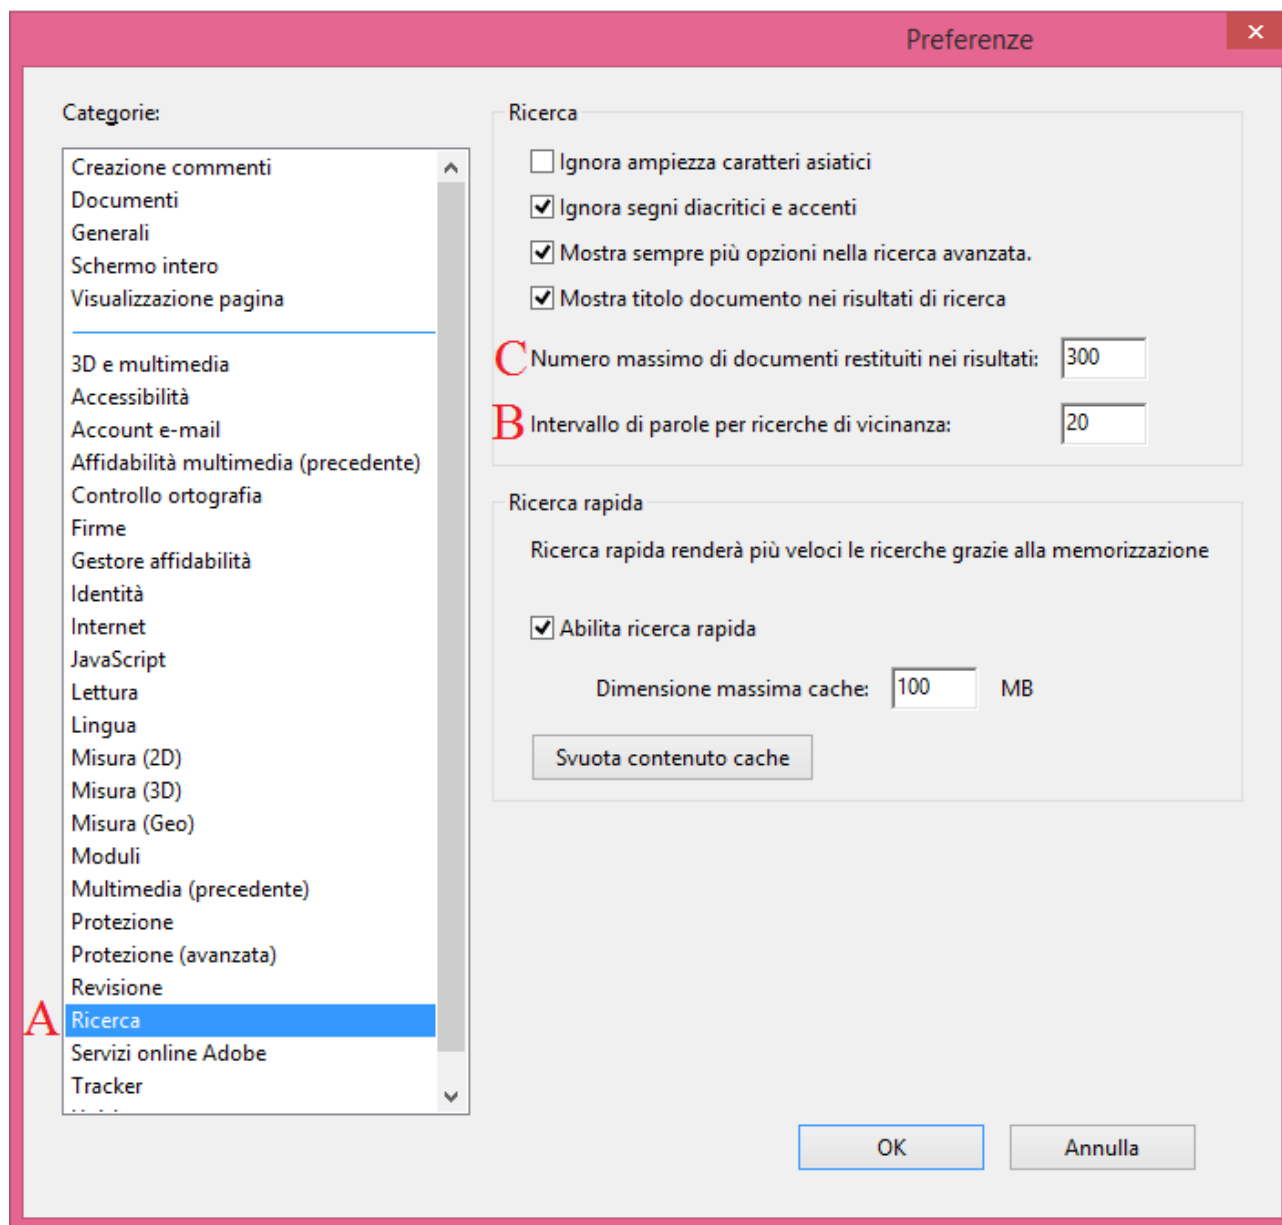 Preferenze
Categorie:
Creazione commenti
Documenti
Generali
Schermo intero
Visualizzazione pagina
3D e multimedia
Accessibilità
Account e-mail
Affidabilità multimedia (precedente)
Controllo ortografia
Firme
Gestore affidabilità
Identità
Internet
JavaScript
Lettura
Lingua
Misura (2D)
Misura (3D)
Misura (Geo)
Moduli
Multimedia (precedente)
Protezione
Protezione (avanzata)
Revisione
A Ricerca
Servizi online Adobe
Tracker
Ricerca
Ignora ampiezza caratteri asiatici
Ignora segni diacritici e accenti
Mostra sempre più opzioni nella ricerca avanzata.
Mostra titolo documento nei risultati di ricerca
C Numero massimo di documenti restituiti nei risultati: 300
B Intervallo di parole per ricerche di vicinanza: 20
Ricerca rapida
Ricerca rapida renderà più veloci le ricerche grazie alla memorizzazione
Abilita ricerca rapida
Dimensione massima cache: 100 MB
Svuota contenuto cache
OK Annulla